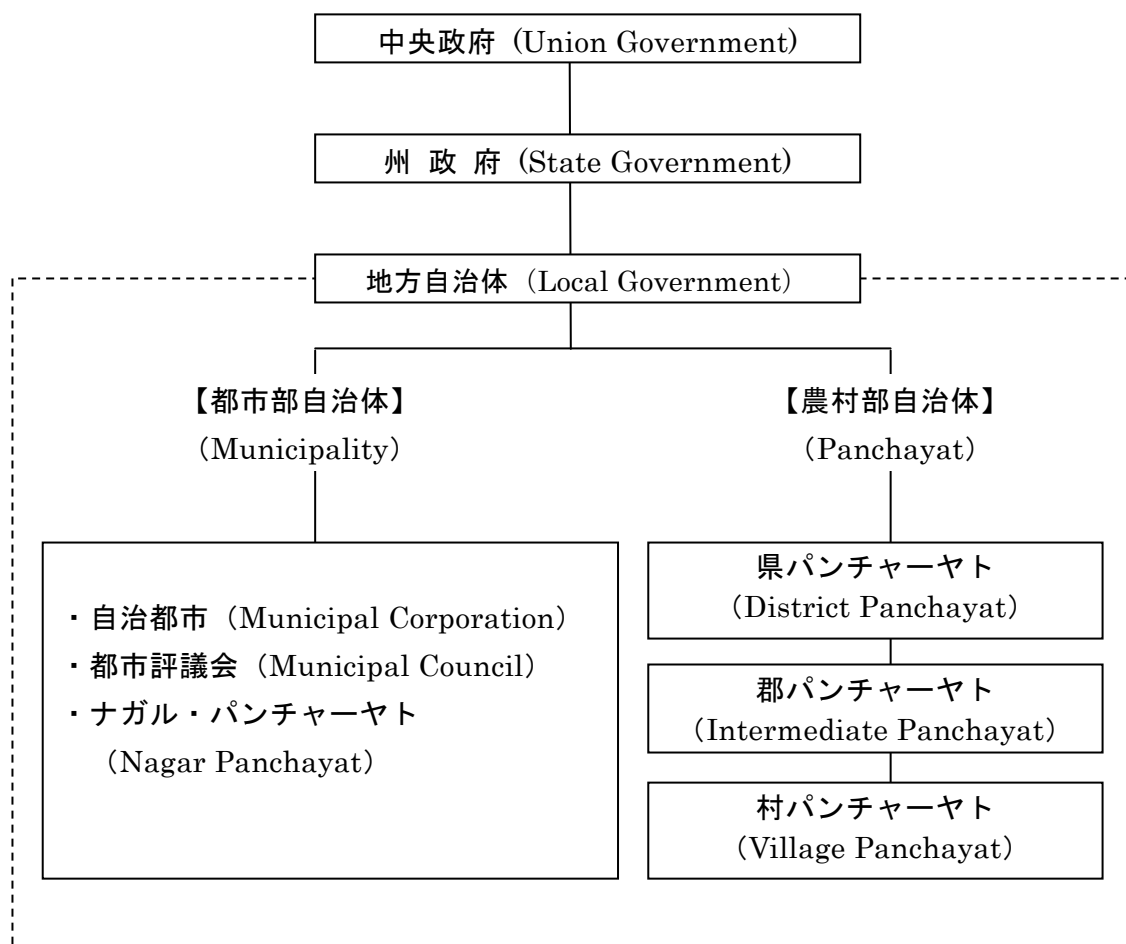 中央政府 (Union Government)
州 政 府 (State Government)
地方自治体（Local Government）
【都市部自治体】
（Municipality）
【農村部自治体】
（Panchayat）
・自治都市（Municipal Corporation）
・都市評議会（Municipal Council）
・ナガル・パンチャーヤト
（Nagar Panchayat）
県パンチャーヤト
（District Panchayat）
郡パンチャーヤト
（Intermediate Panchayat）
村パンチャーヤト
（Village Panchayat）